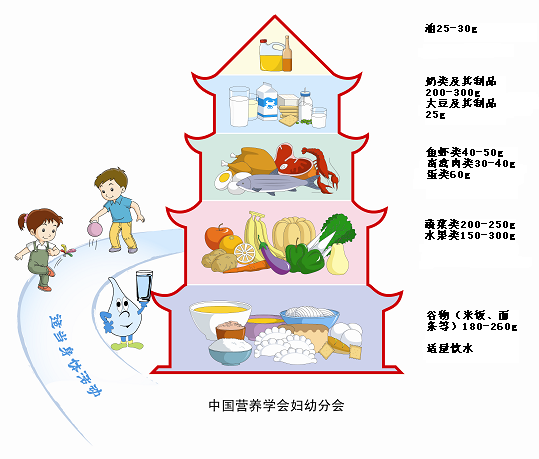 油25-30g
奶类及其制品
200-300g
大豆及其制品
25g
鱼虾类40-50g
畜禽肉类30-40g
蛋类60g
蔬菜类200-250g
水果类150-300g
谷物（米饭、面
条等）180-260g
适量饮水
适当身体活动
中国营养学会妇幼分会